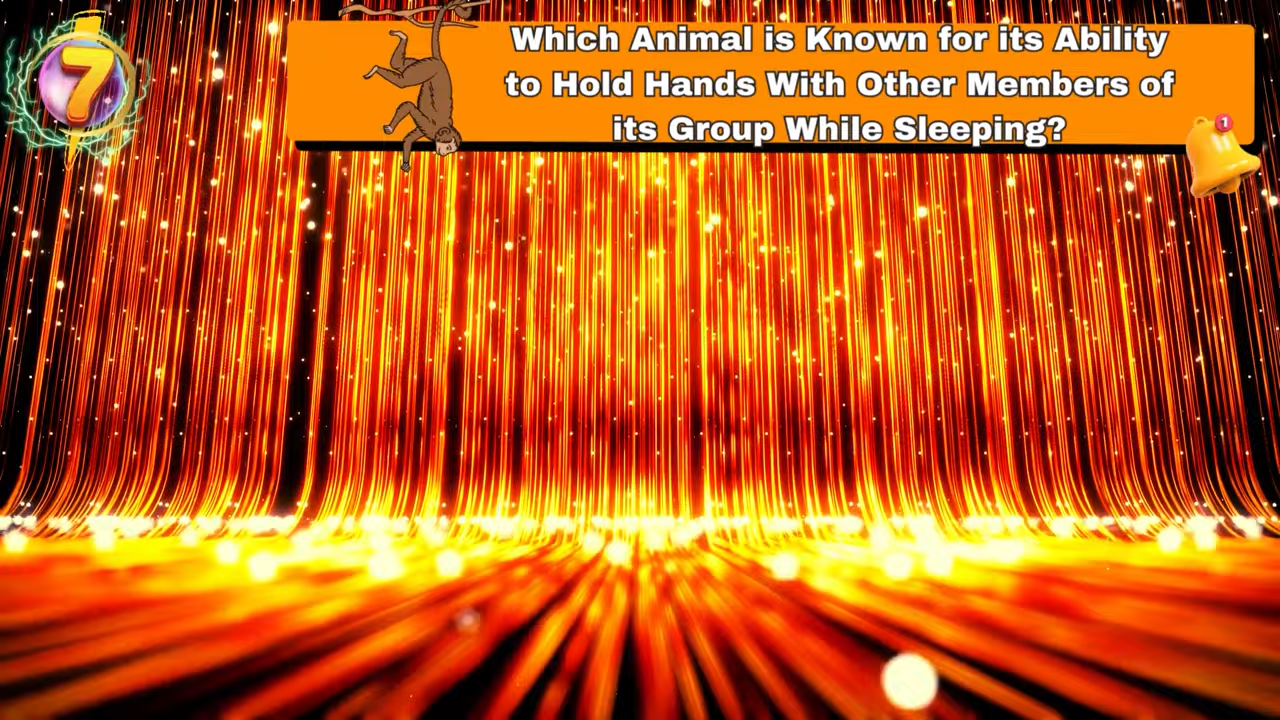 7
Which Animal is Known for its Ability
to Hold Hands With Other Members of
its Group While Sleeping?
1